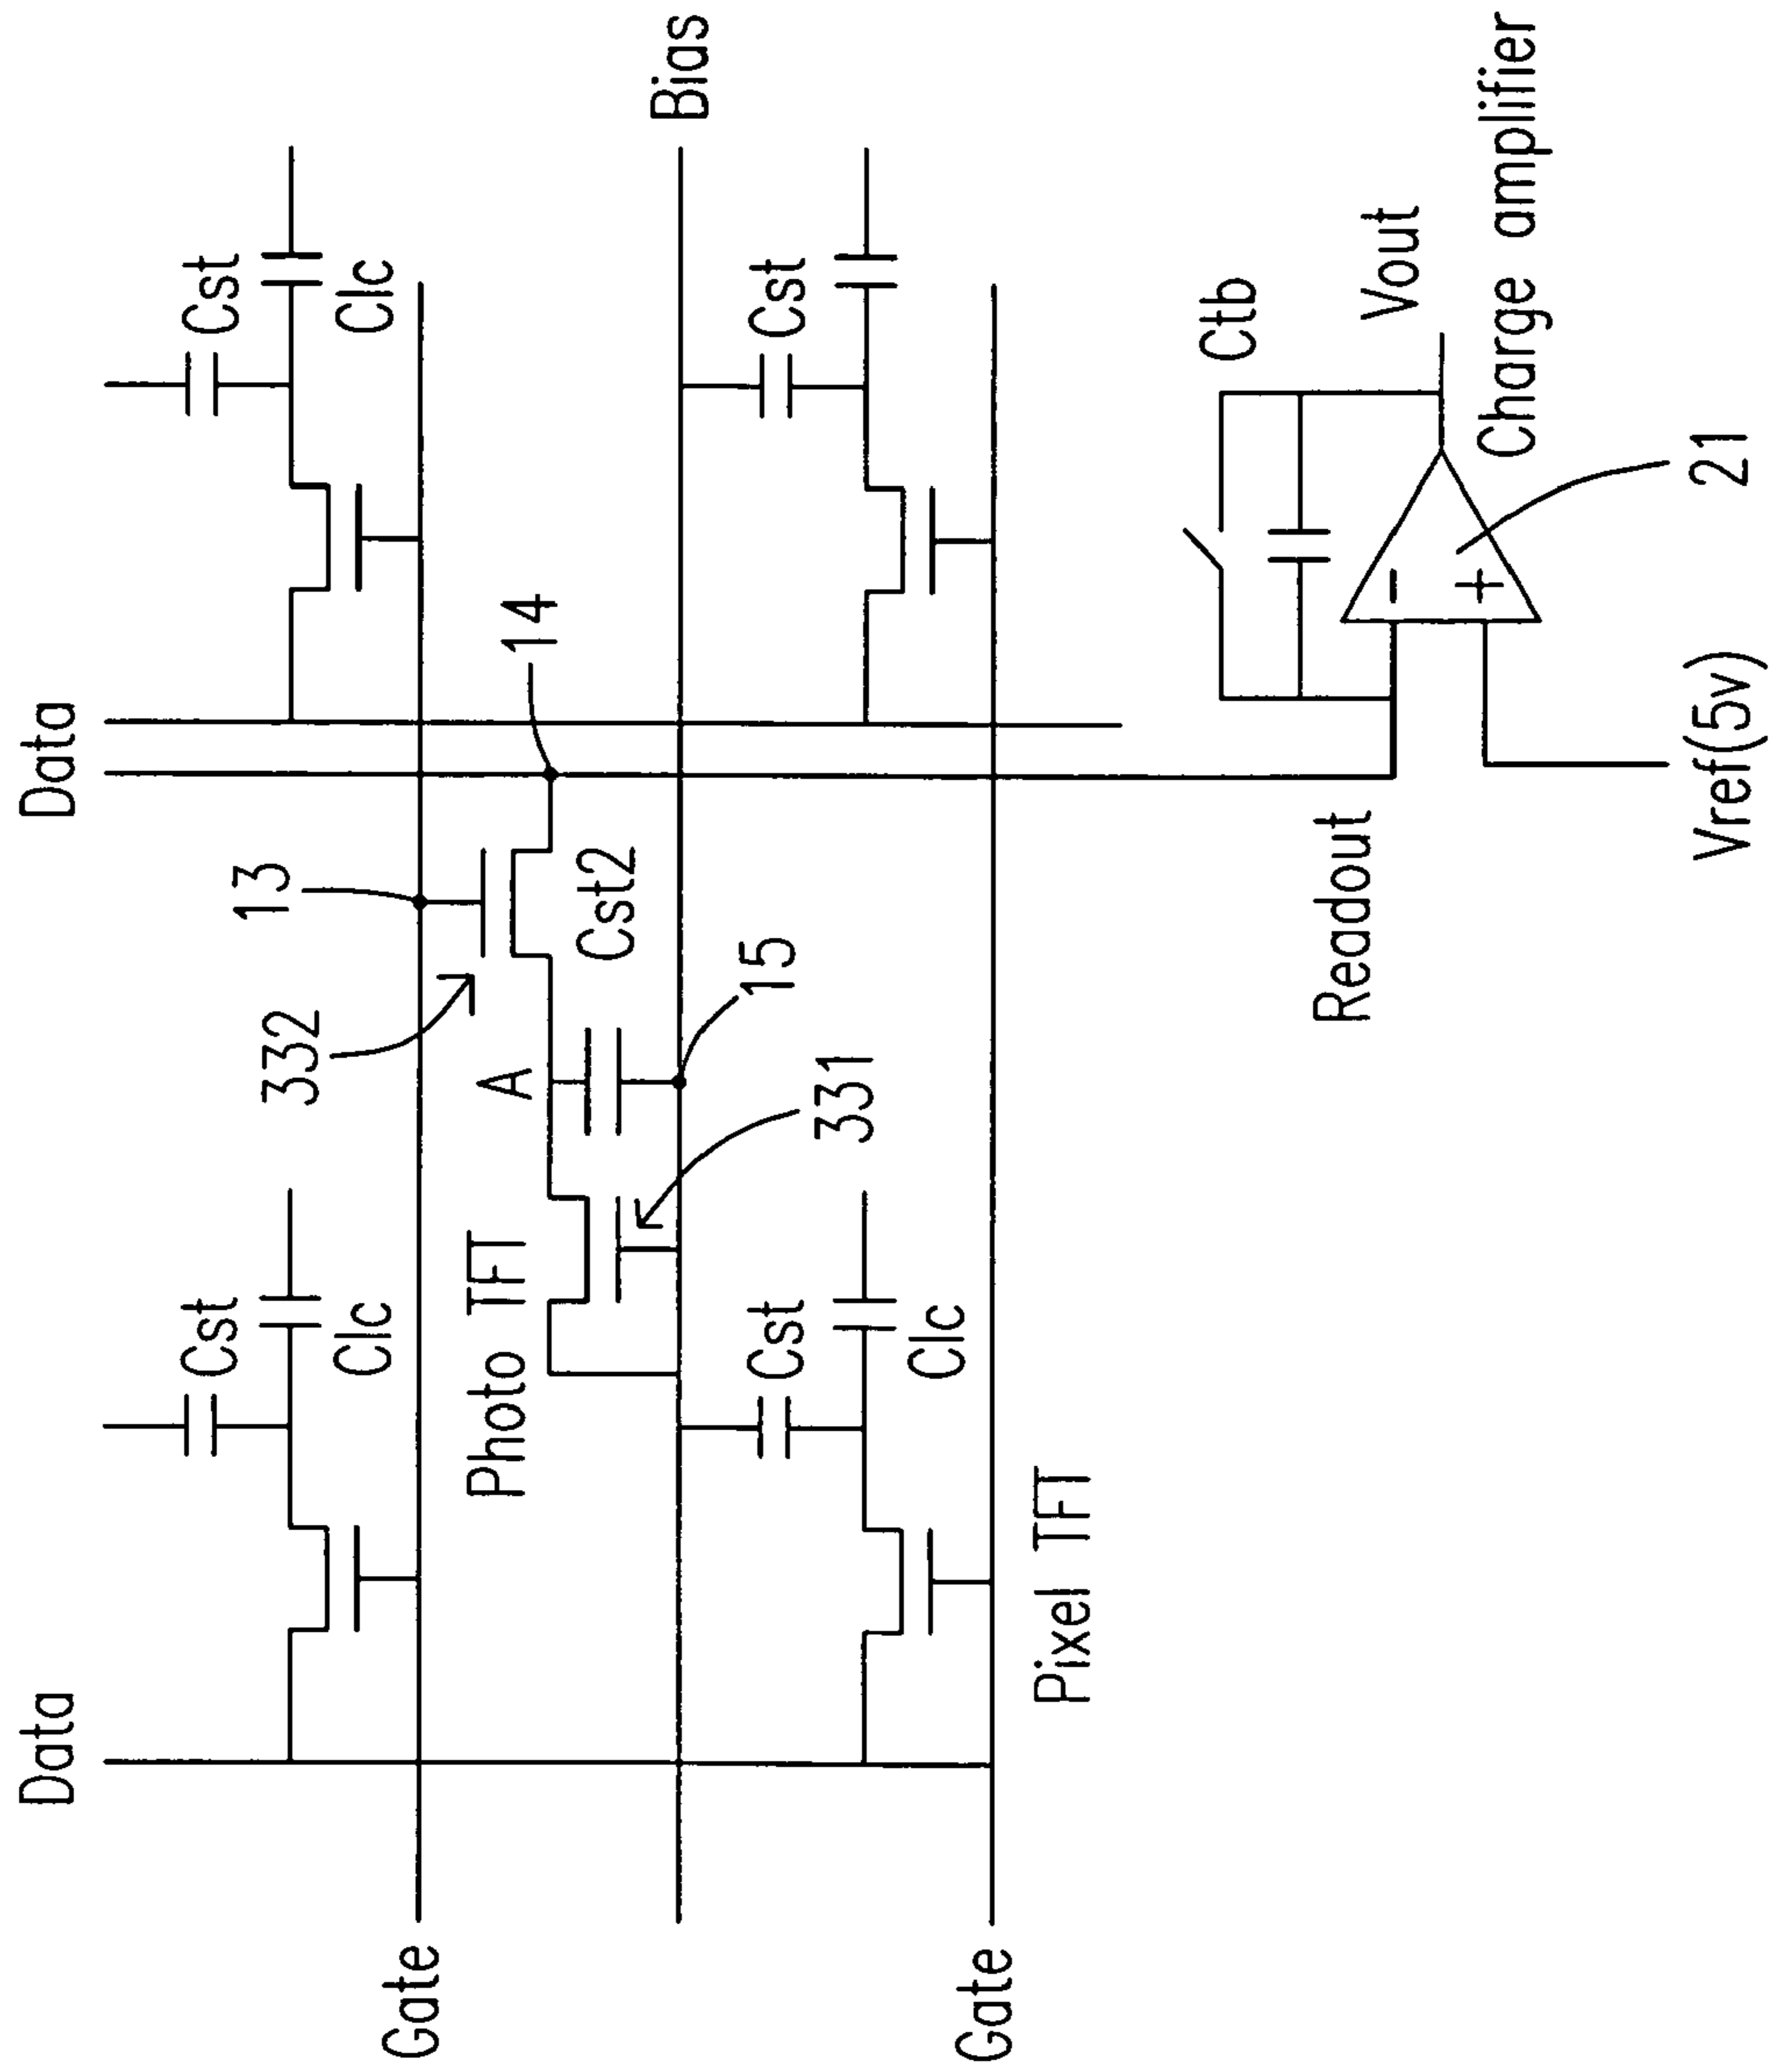 Data
Data
Cst
Clc
Cst
Clc
Gate
13
14
332
A
Cst2
Photo TFT
Bias
15
331
Cst
Clc
Cst
Gate
Pixel TFT
Readout
Ctb
Vout
Charge amplifier
21
Vref(5v)